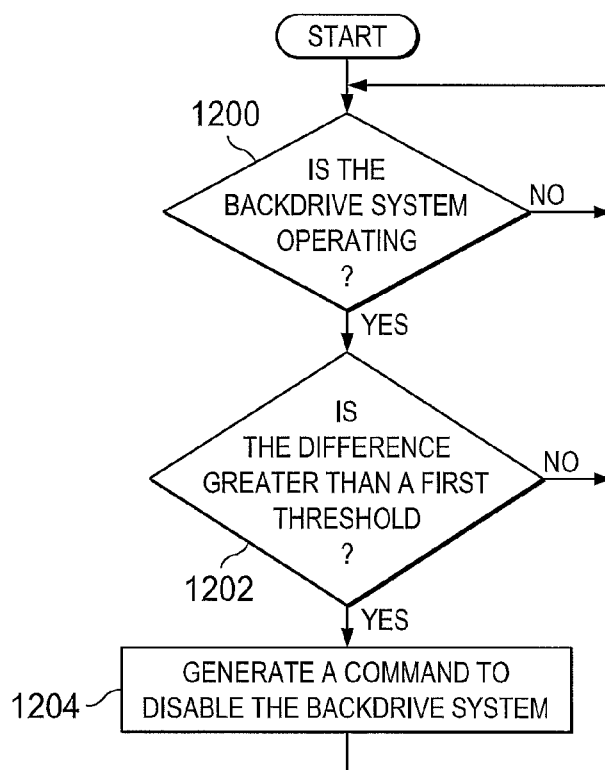 START
1200
IS THE
BACKDRIVE SYSTEM
OPERATING
?
NO
YES
IS
THE DIFFERENCE
GREATER THAN A FIRST
THRESHOLD
?
NO
1202
YES
1204
GENERATE A COMMAND TO
DISABLE THE BACKDRIVE SYSTEM